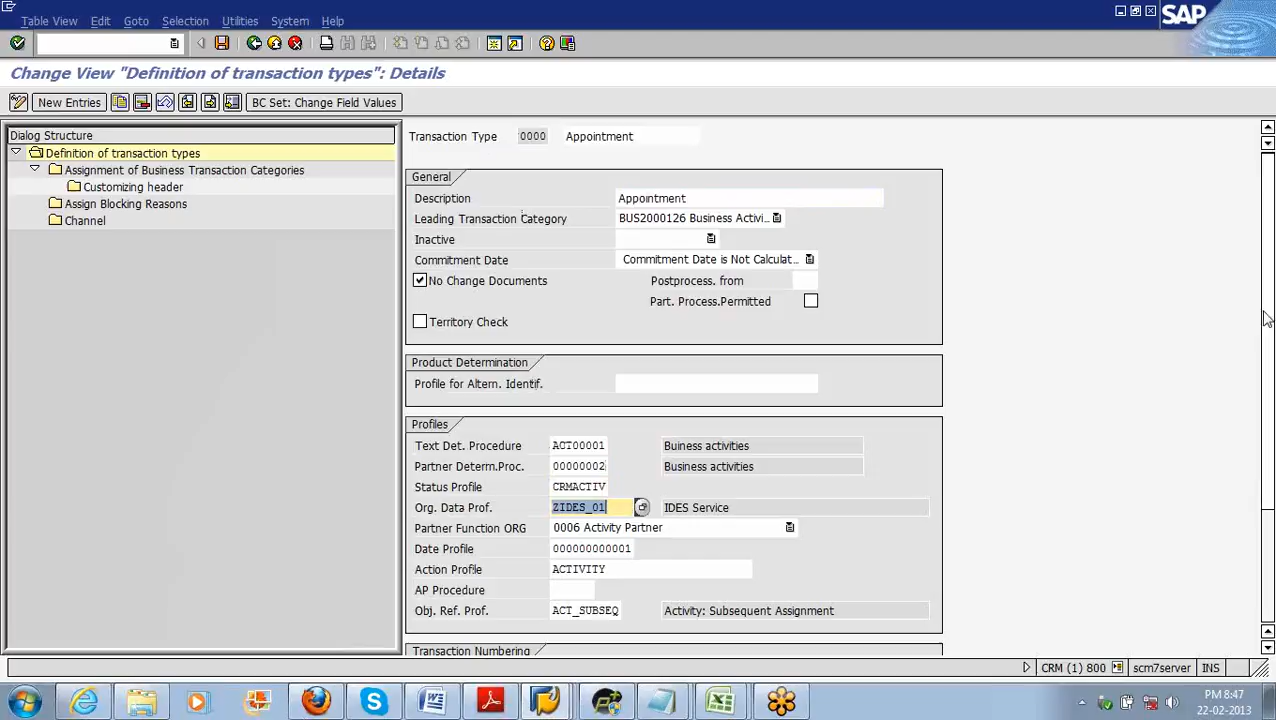 Table View Edit Goto Selection Utilities System Help
SAP
Change View "Definition of transaction types": Details
New Entries BC Set: Change Field Values
Dialog Structure
Definition of transaction types
Assignment of Business Transaction Categories
Customizing header
Assign Blocking Reasons
Channel
Transaction Type 0000 Appointment
General
Description Appointment
Leading Transaction Category BUS2000126 Business Activi..
Inactive
Commitment Date Commitment Date is Not Calculat...
No Change Documents Postprocess. from
Part. Process.Permitted
Territory Check
Product Determination
Profile for Altern. Identif.
Profiles
Text Det. Procedure ACT00001 Buiness activities
Partner Determ.Proc. 00000002 Business activities
Status Profile CRMACTIV
Org. Data Prof. ZIDES_01 IDES Service
Partner Function ORG 0006 Activity Partner
Date Profile 000000000001
Action Profile ACTIVITY
AP Procedure
Obj. Ref. Prof. ACT_SUBSEQ Activity: Subsequent Assignment
Transaction Numbering
CRM (1) 800 scm7server INS
PM 8:47
22-02-2013